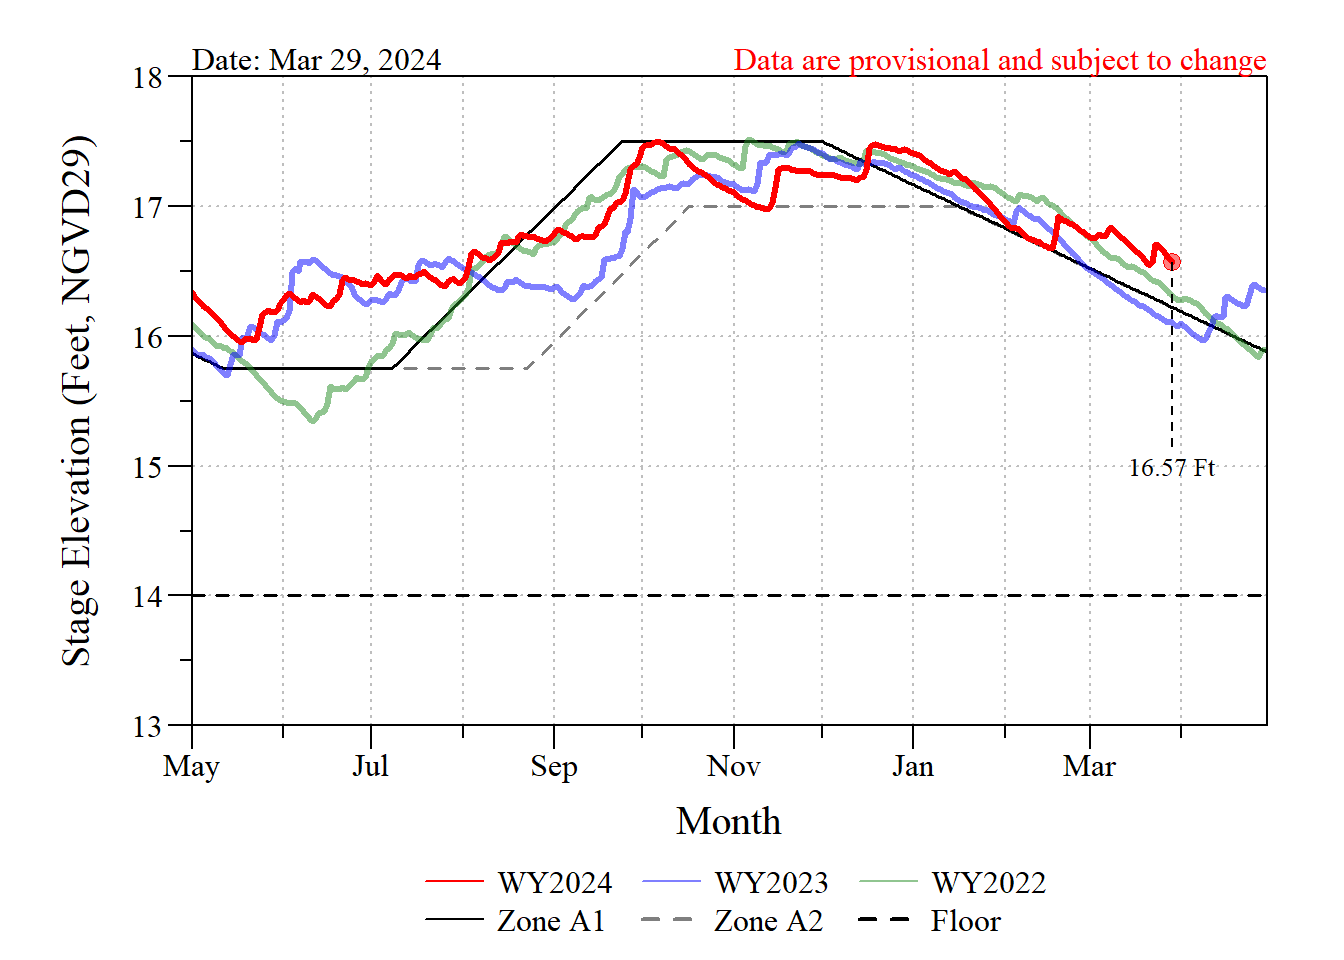 Date: Mar 29, 2024
Data are provisional and subject to change
18
17
16
15
14
13
Stage Elevation (Feet, NGVD29)
16.57 Ft
May
Jul
Sep
Nov
Jan
Mar
Month
WY2024
WY2023
WY2022
Zone A1
Zone A2
Floor